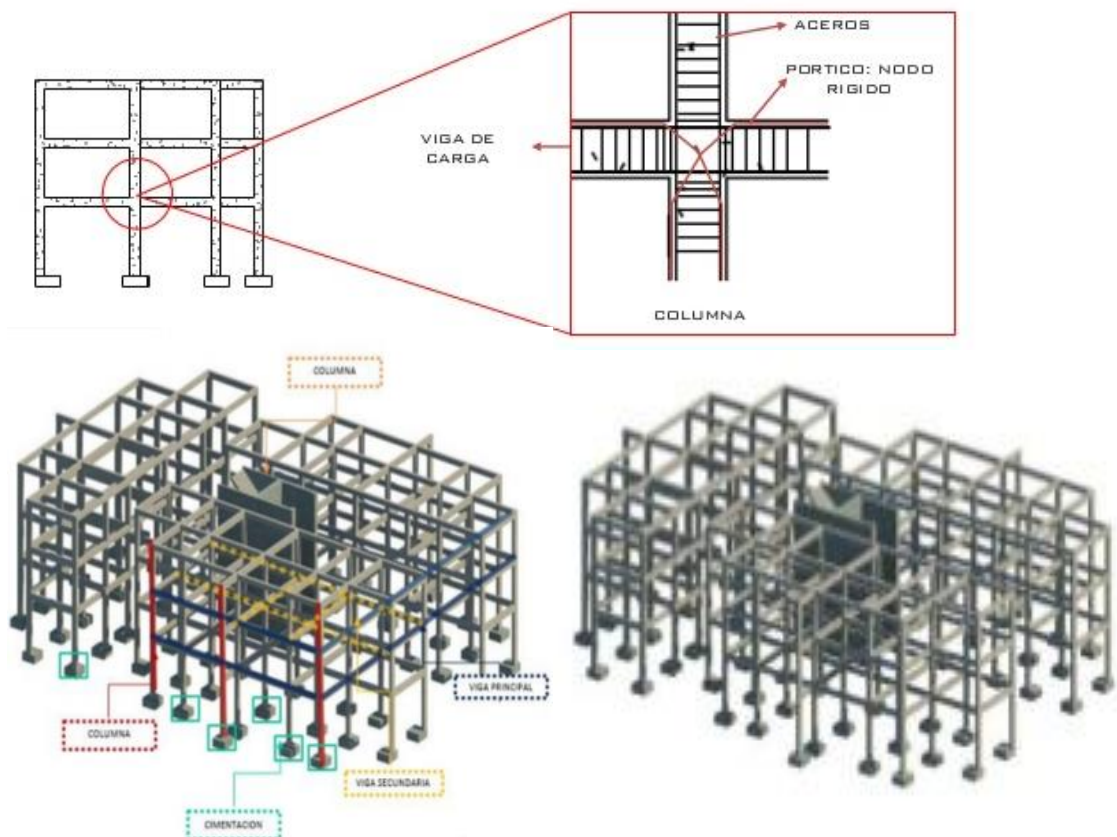 ACEROS
PORTICO: NODO
RIGIDO
VIGA DE
CARGA
COLUMNA
COLUMNA
VIGA PRINCIPAL
COLUMNA
VIGA SECUNDARIA
CIMENTACION